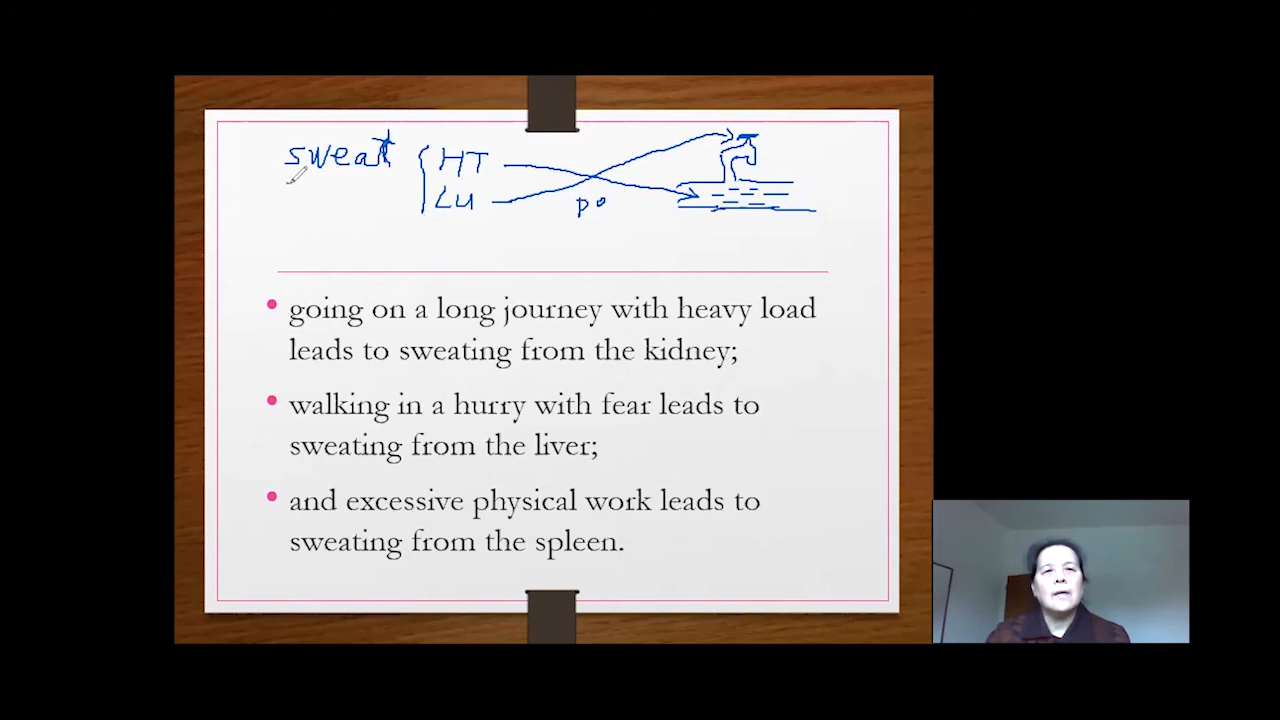 sweat { HT
LU
po
• going on a long journey with heavy load
leads to sweating from the kidney;
• walking in a hurry with fear leads to
sweating from the liver;
• and excessive physical work leads to
sweating from the spleen.